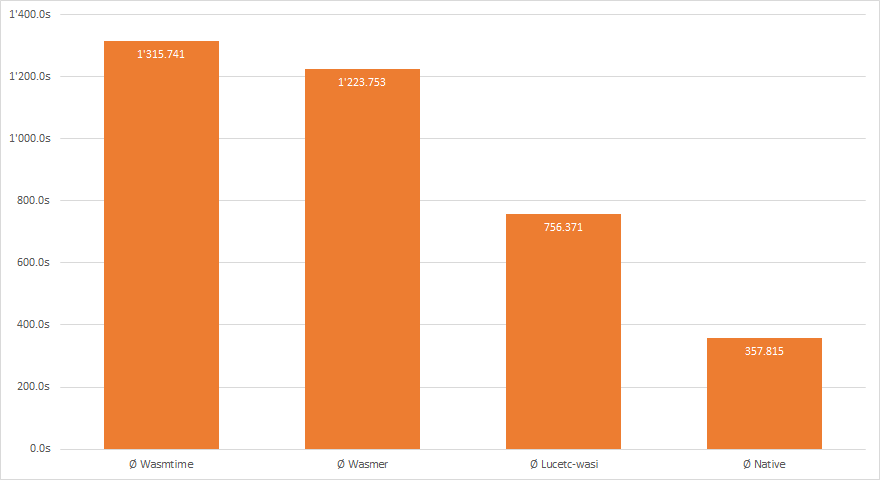 1'400.0s
1'200.0s
1'000.0s
800.0s
600.0s
400.0s
200.0s
0.0s
1'315.741
1'223.753
756.371
357.815
Ø Wasmtime
Ø Wasmer
Ø Lucetc-wasi
Ø Native